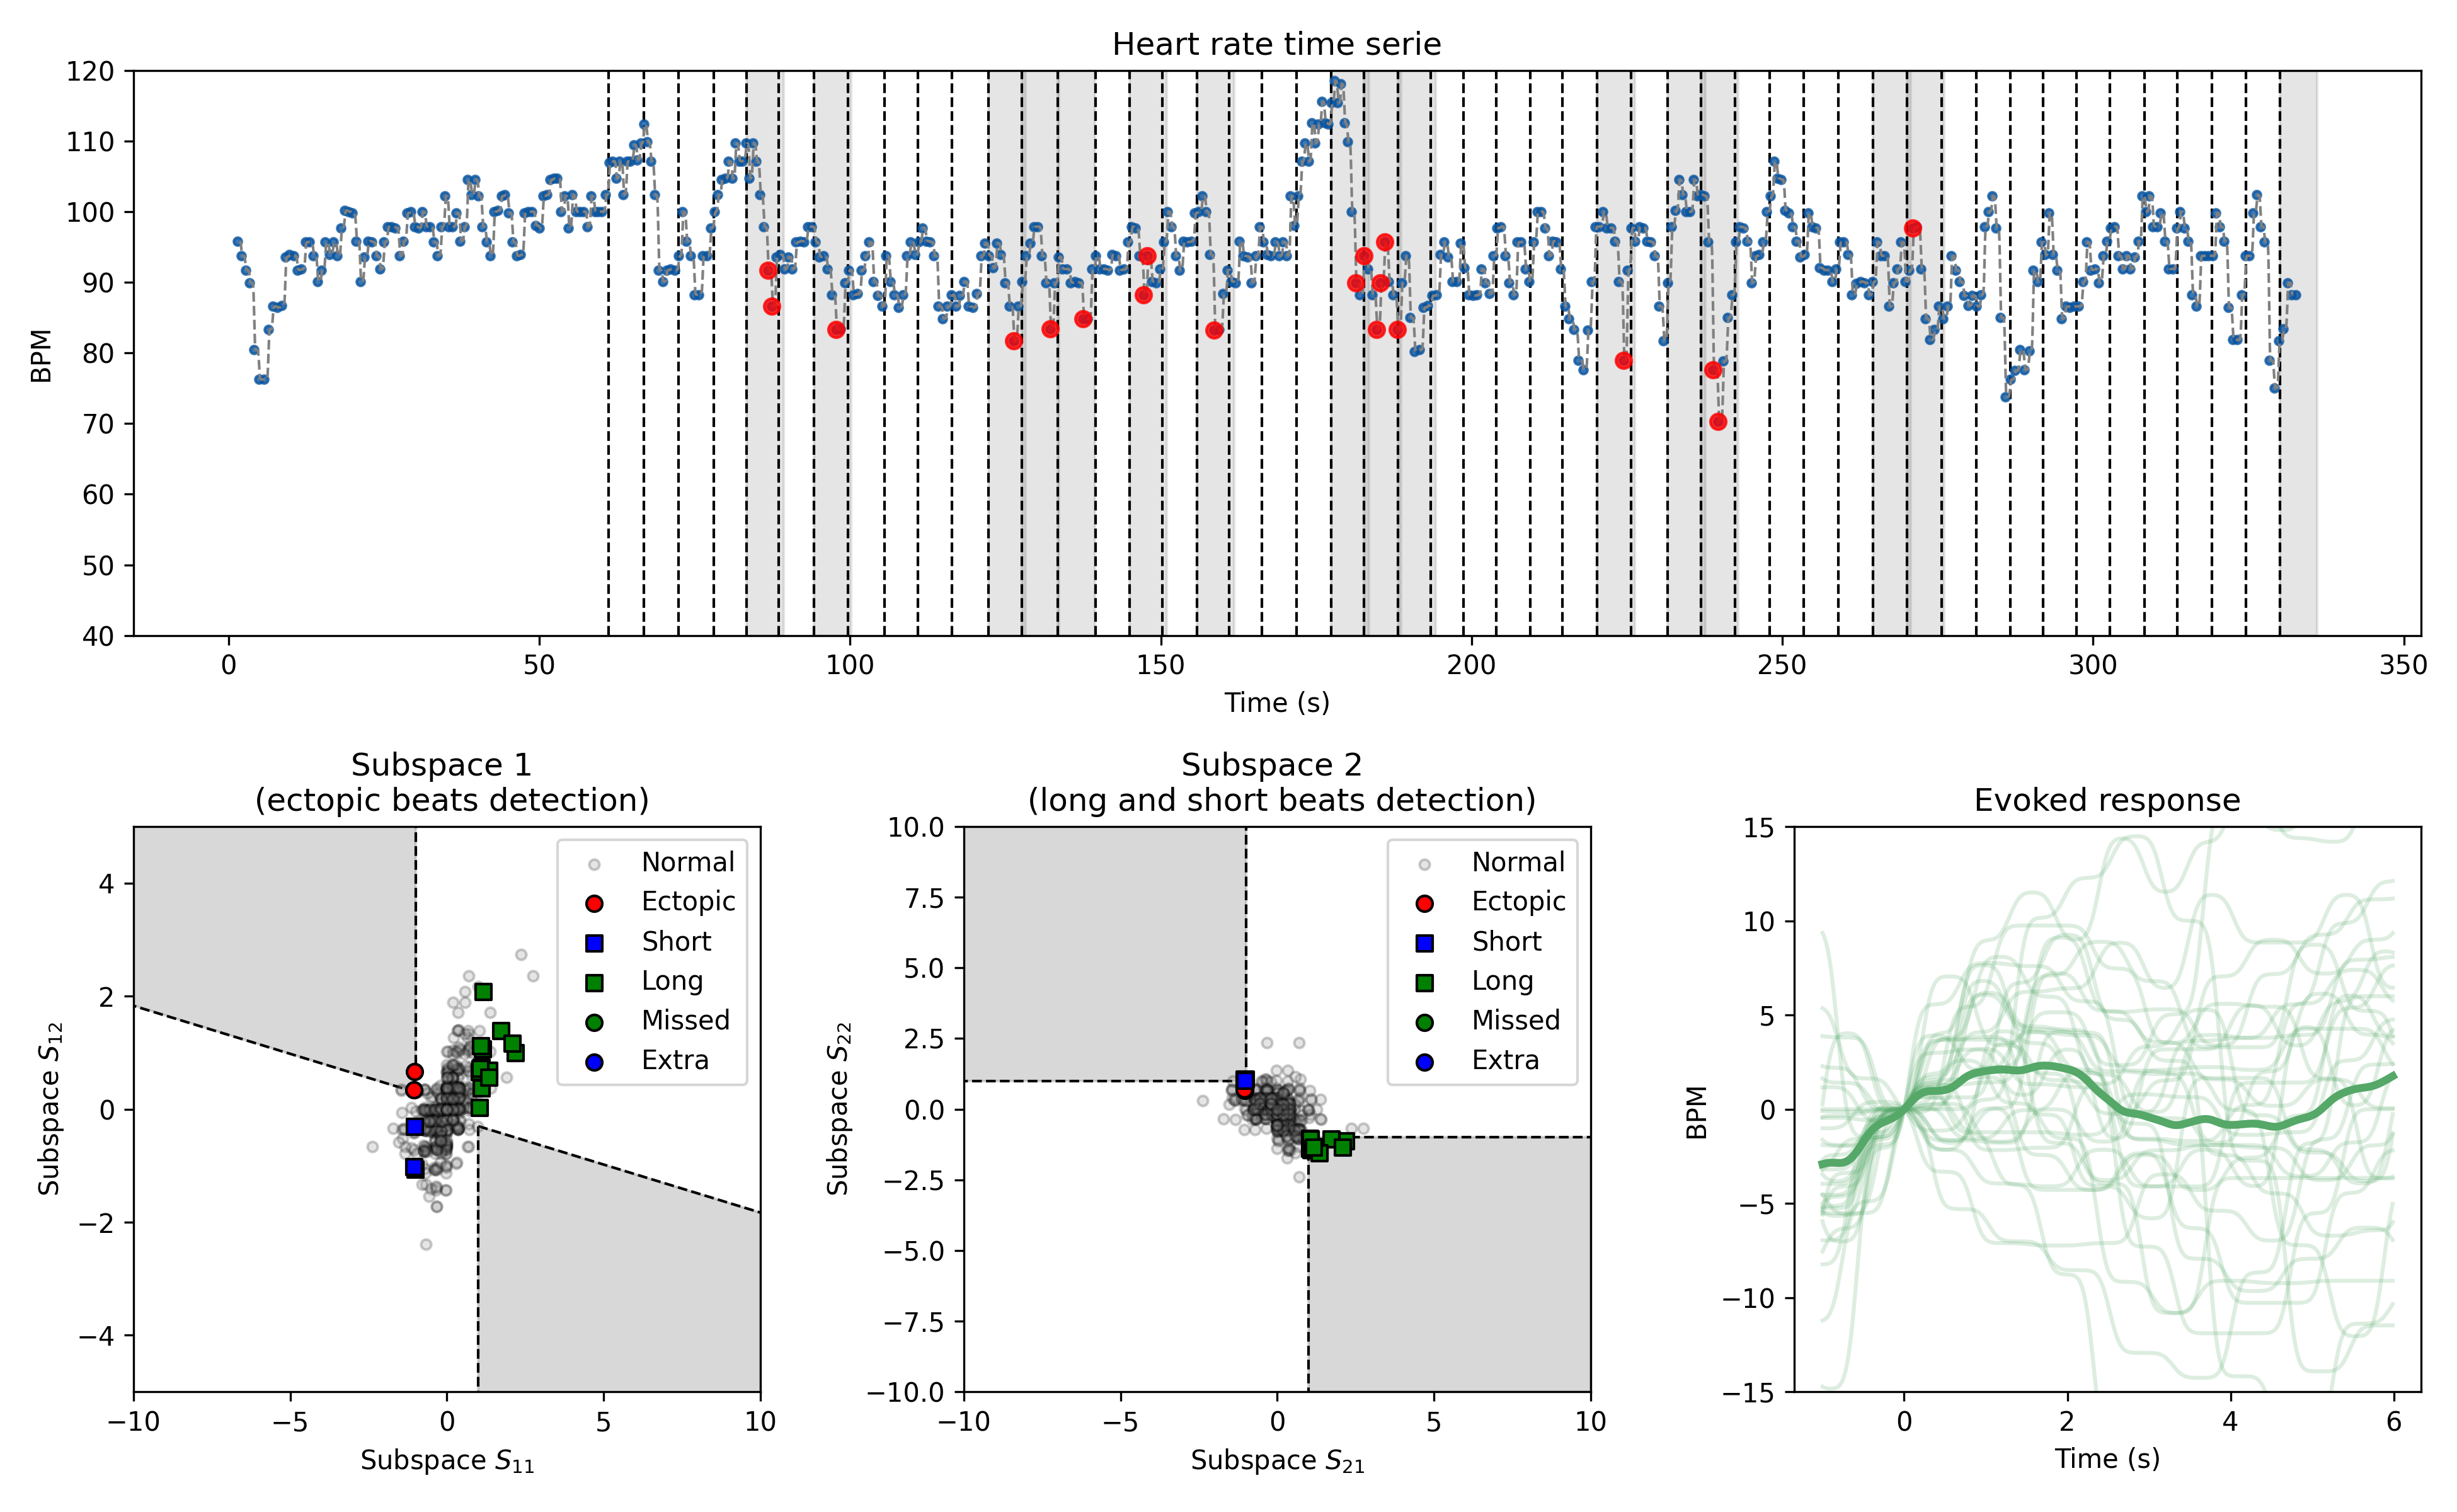 Heart rate time serie
120
110
100
90
80
70
60
50
40
BPM
0 50 100 150 200 250 300 350
Time (s)
Subspace 1
(ectopic beats detection)
4
2
0
−2
−4
Subspace S12
−10 −5 0 5 10
Subspace S11
Normal
Ectopic
Short
Long
Missed
Extra
Subspace 2
(long and short beats detection)
10.0
7.5
5.0
2.5
0.0
−2.5
−5.0
−7.5
−10.0
Subspace S22
−10 −5 0 5 10
Subspace S21
Normal
Ectopic
Short
Long
Missed
Extra
Evoked response
15
10
5
0
−5
−10
−15
BPM
0 2 4 6
Time (s)